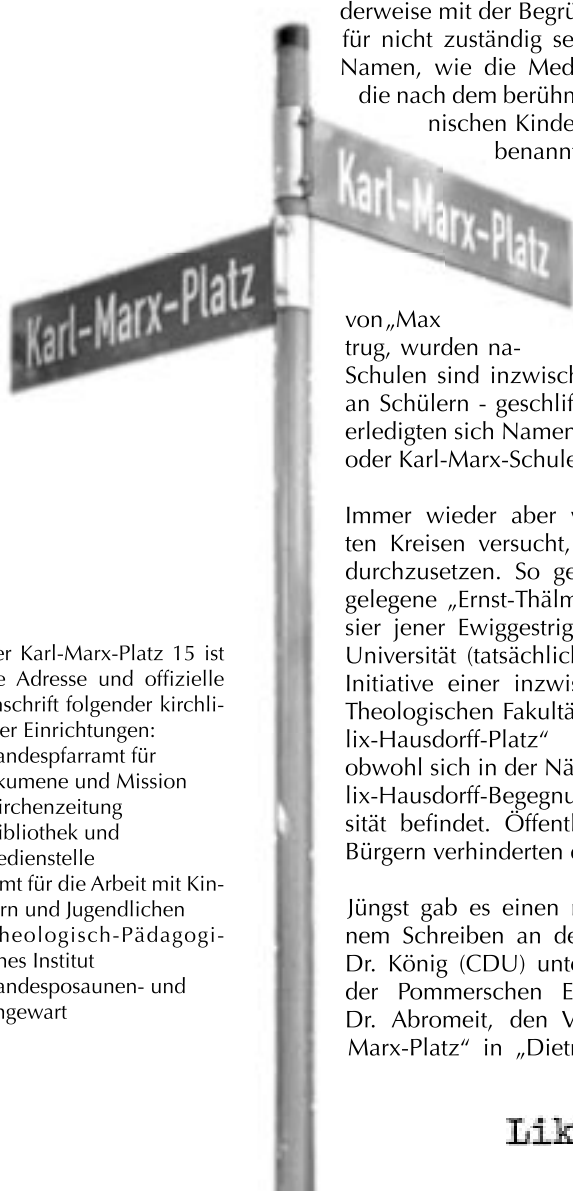 Karl-Marx-Platz
Karl-Marx-Platz
er Karl-Marx-Platz 15 ist
e Adresse und offizielle
nschrift folgender kirchli-
er Einrichtungen:
andespfarramt für
kumene und Mission
irchenzeitung
ibliothek und
edienstelle
mt für die Arbeit mit Kin-
rn und Jugendlichen
heologisch-Pädagogi-
nes Institut
andesposaunen- und
ngewart
derweise mit der Begrü
für nicht zuständig se
Namen, wie die Med
die nach dem berühm
nischen Kinde
benannt
von „Max
trug, wurden na-
Schulen sind inzwisch
an Schülern - geschlif
erledigten sich Namen
oder Karl-Marx-Schule
Immer wieder aber v
ten Kreisen versucht,
durchzusetzen. So ge
gelegene „Ernst-Thälm
sier jener Ewiggestrig
Universität (tatsächlich
Initiative einer inzwis
Theologischen Fakultä
lix-Hausdorff-Platz“
obwohl sich in der Nä
lix-Hausdorff-Begegnu
sität befindet. Öffentl
Bürgern verhinderten
Jüngst gab es einen
nem Schreiben an de
Dr. König (CDU) unte
der Pommerschen E
Dr. Abromeit, den V
Marx-Platz“ in „Dietr
Lik